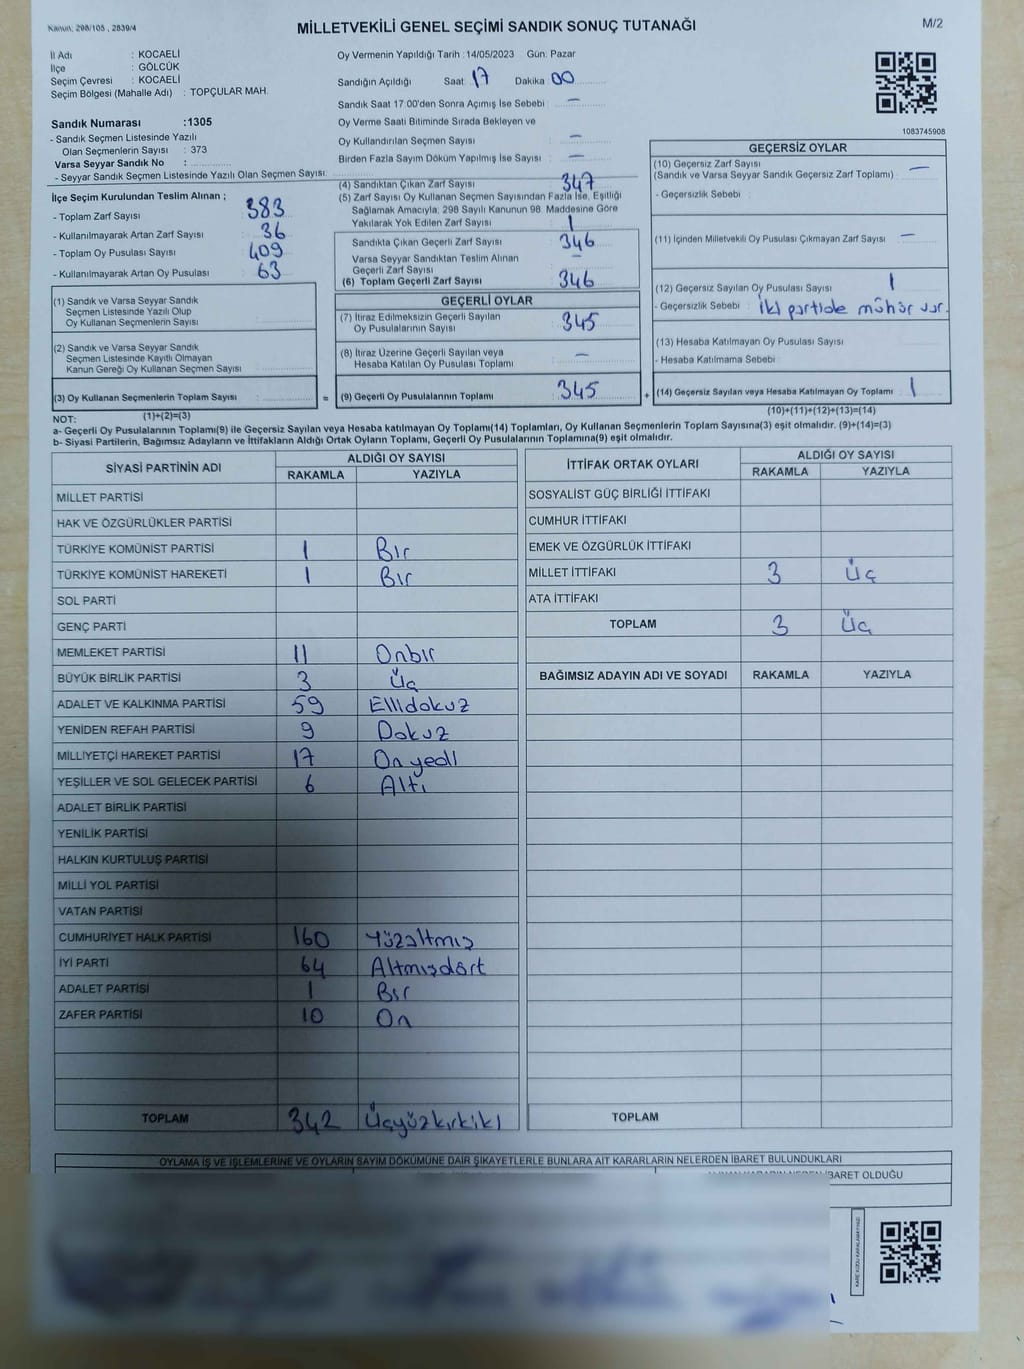 Kanun: 298/105 , 2839/4
MİLLETVEKİLİ GENEL SEÇİMİ SANDIK SONUÇ TUTANAĞI
M/2
İl Adı : KOCAELİ
İlçe : GÖLCÜK
Seçim Çevresi : KOCAELİ
Seçim Bölgesi (Mahalle Adı) : TOPÇULAR MAH.
Sandık Numarası :1305
- Sandık Seçmen Listesinde Yazılı
Olan Seçmenlerin Sayısı : 373
Varsa Seyyar Sandık No :
- Seyyar Sandık Seçmen Listesinde Yazılı Olan Seçmen Sayısı:
Oy Vermenin Yapıldığı Tarih : 14/05/2023 Gün: Pazar
Sandığın Açıldığı Saat: 17 Dakika 00
Sandık Saat 17:00'den Sonra Açımış İse Sebebi : —
Oy Verme Saati Bitiminde Sırada Bekleyen ve
Oy Kullandırılan Seçmen Sayısı : —
Birden Fazla Sayım Döküm Yapılmış İse Sayısı : —
1083745908
İlçe Seçim Kurulundan Teslim Alınan ;
- Toplam Zarf Sayısı : 383
- Kullanılmayarak Artan Zarf Sayısı : 36
- Toplam Oy Pusulası Sayısı : 409
- Kullanılmayarak Artan Oy Pusulası : 63
(1) Sandık ve Varsa Seyyar Sandık
Seçmen Listesinde Yazılı Olup
Oy Kullanan Seçmenlerin Sayısı :
(2) Sandık ve Varsa Seyyar Sandık
Seçmen Listesinde Kayıtlı Olmayan
Kanun Gereği Oy Kullanan Seçmen Sayısı :
(3) Oy Kullanan Seçmenlerin Toplam Sayısı :
(1)+(2)=(3)
(4) Sandıktan Çıkan Zarf Sayısı : 347
(5) Zarf Sayısı Oy Kullanan Seçmen Sayısından Fazla İse, Eşitliği
Sağlamak Amacıyla, 298 Sayılı Kanunun 98. Maddesine Göre
Yakılarak Yok Edilen Zarf Sayısı : 1
Sandıkta Çıkan Geçerli Zarf Sayısı : 346
Varsa Seyyar Sandıktan Teslim Alınan
Geçerli Zarf Sayısı : —
(6) Toplam Geçerli Zarf Sayısı : 346
GEÇERLİ OYLAR
(7) İtiraz Edilmeksizin Geçerli Sayılan
Oy Pusulalarının Sayısı : 345
(8) İtiraz Üzerine Geçerli Sayılan veya
Hesaba Katılan Oy Pusulası Toplamı : —
= (9) Geçerli Oy Pusulalarının Toplamı : 345 +
GEÇERSİZ OYLAR
(10) Geçersiz Zarf Sayısı
(Sandık ve Varsa Seyyar Sandık Geçersiz Zarf Toplamı) : —
- Geçersizlik Sebebi :
(11) İçinden Milletvekili Oy Pusulası Çıkmayan Zarf Sayısı : —
(12) Geçersiz Sayılan Oy Pusulası Sayısı : 1
- Geçersizlik Sebebi : İki partide mühür var.
(13) Hesaba Katılmayan Oy Pusulası Sayısı :
- Hesaba Katılmama Sebebi :
(14) Geçersiz Sayılan veya Hesaba Katılmayan Oy Toplamı : 1
(10)+(11)+(12)+(13)=(14)
NOT:
a- Geçerli Oy Pusulalarının Toplamı(9) ile Geçersiz Sayılan veya Hesaba katılmayan Oy Toplamı(14) Toplamları, Oy Kullanan Seçmenlerin Toplam Sayısına(3) eşit olmalıdır. (9)+(14)=(3)
b- Siyasi Partilerin, Bağımsız Adayların ve İttifakların Aldığı Ortak Oyların Toplamı, Geçerli Oy Pusulalarının Toplamına(9) eşit olmalıdır.
SİYASİ PARTİNİN ADI ALDIĞI OY SAYISI
RAKAMLA YAZIYLA
MİLLET PARTİSİ
HAK VE ÖZGÜRLÜKLER PARTİSİ
TÜRKİYE KOMÜNİST PARTİSİ 1 Bir
TÜRKİYE KOMÜNİST HAREKETİ 1 Bir
SOL PARTİ
GENÇ PARTİ
MEMLEKET PARTİSİ 11 Onbir
BÜYÜK BİRLİK PARTİSİ 3 Üç
ADALET VE KALKINMA PARTİSİ 59 Ellidokuz
YENİDEN REFAH PARTİSİ 9 Dokuz
MİLLİYETÇİ HAREKET PARTİSİ 17 On yedi
YEŞİLLER VE SOL GELECEK PARTİSİ 6 Altı
ADALET BİRLİK PARTİSİ
YENİLİK PARTİSİ
HALKIN KURTULUŞ PARTİSİ
MİLLİ YOL PARTİSİ
VATAN PARTİSİ
CUMHURİYET HALK PARTİSİ 160 Yüzaltmış
İYİ PARTİ 64 Altmışdört
ADALET PARTİSİ 1 Bir
ZAFER PARTİSİ 10 On
TOPLAM 342 Üçyüzkırkiki
İTTİFAK ORTAK OYLARI ALDIĞI OY SAYISI
RAKAMLA YAZIYLA
SOSYALİST GÜÇ BİRLİĞİ İTTİFAKI
CUMHUR İTTİFAKI
EMEK VE ÖZGÜRLÜK İTTİFAKI
MİLLET İTTİFAKI 3 Üç
ATA İTTİFAKI
TOPLAM 3 Üç
BAĞIMSIZ ADAYIN ADI VE SOYADI RAKAMLA YAZIYLA
TOPLAM
OYLAMA İŞ VE İŞLEMLERİNE VE OYLARIN SAYIM DÖKÜMÜNE DAİR ŞİKAYETLERLE BUNLARA AİT KARARLARIN NELERDEN İBARET BULUNDUKLARI
İBARET OLDUĞU